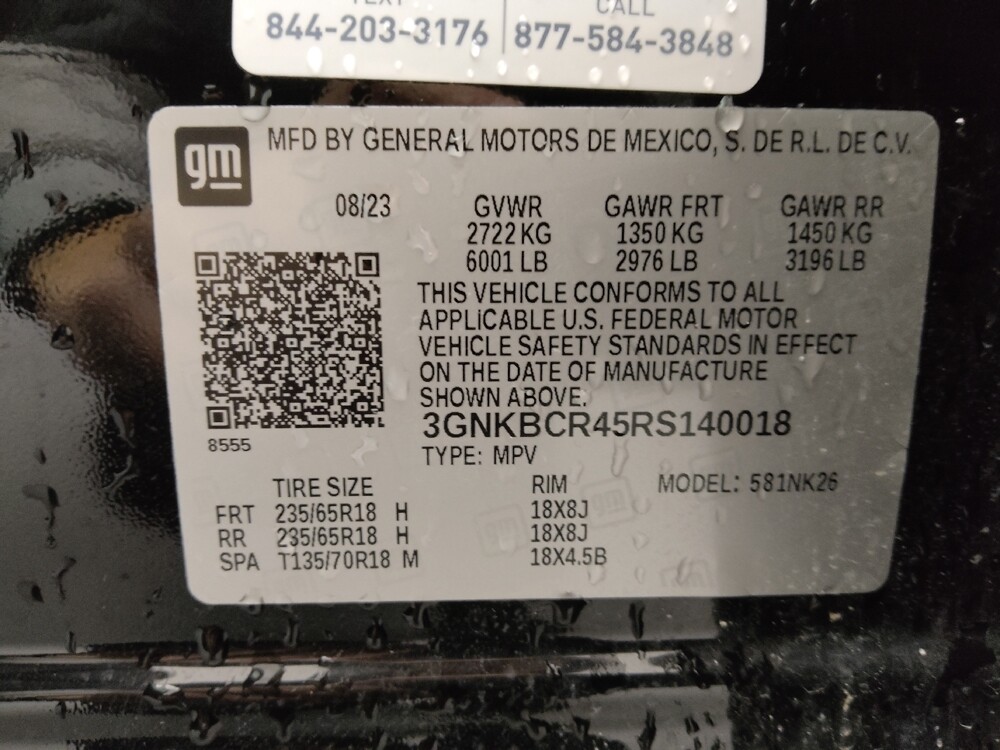 TEXT CALL
844-203-3176 877-584-3848
gm MFD BY GENERAL MOTORS DE MEXICO, S. DE R.L. DE C.V.
08/23 GVWR GAWR FRT GAWR RR
2722 KG 1350 KG 1450 KG
6001 LB 2976 LB 3196 LB
THIS VEHICLE CONFORMS TO ALL
APPLICABLE U.S. FEDERAL MOTOR
VEHICLE SAFETY STANDARDS IN EFFECT
ON THE DATE OF MANUFACTURE
SHOWN ABOVE.
3GNKBCR45RS140018
8555
TYPE: MPV
TIRE SIZE RIM MODEL: 581NK26
FRT 235/65R18 H 18X8J
RR 235/65R18 H 18X8J
SPA T135/70R18 M 18X4.5B